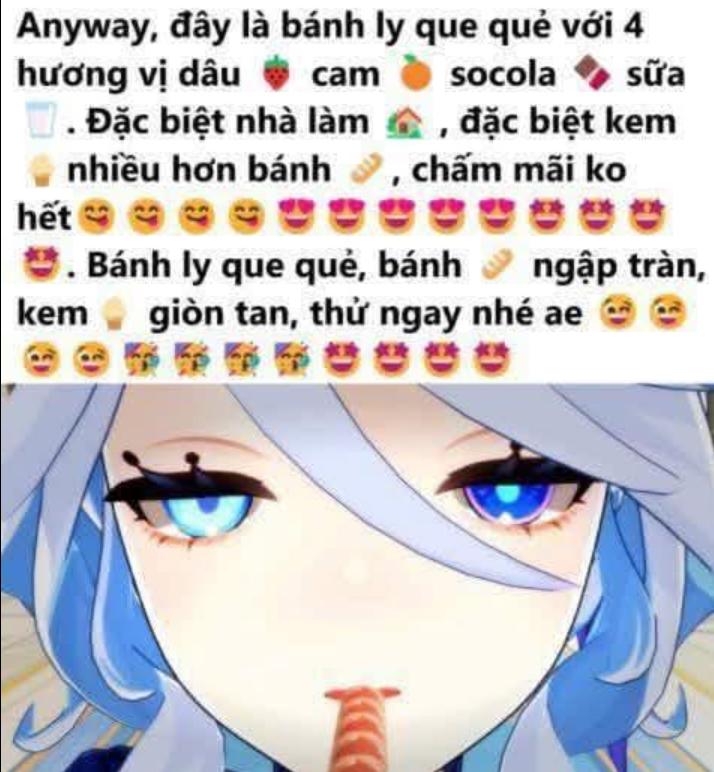 Anyway, đây là bánh ly que quẻ với 4
hương vị dâu 🍓 cam 🍊 socola 🍫 sữa
🥛. Đặc biệt nhà làm 🏠, đặc biệt kem
🍦nhiều hơn bánh 🥖, chấm mãi ko
hết😋😋😋😋😍😍😍😍😍🤩🤩🤩
🤩. Bánh ly que quẻ, bánh 🥖 ngập tràn,
kem🍦 giòn tan, thử ngay nhé ae 🤣🤣
🤣🤣🥳🥳🥳🥳🤩🤩🤩🤩